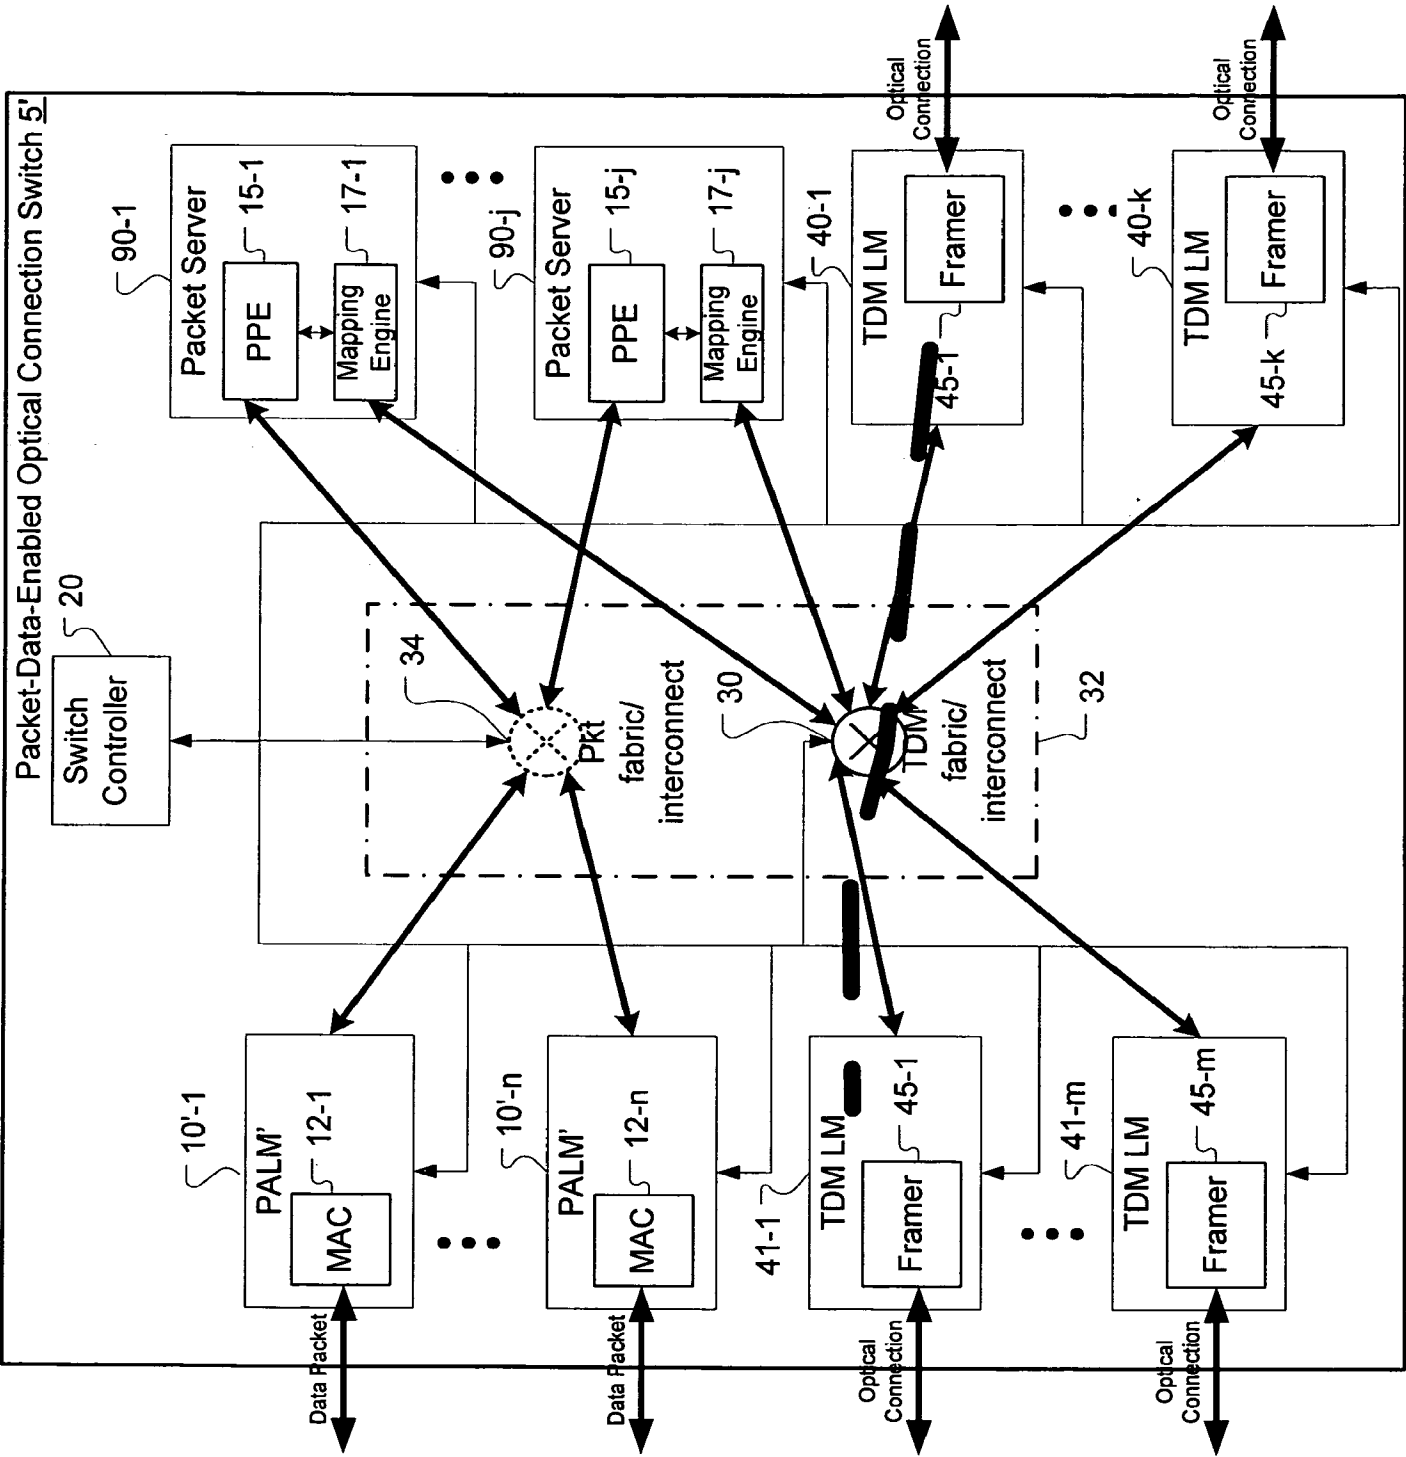 Packet-Data-Enabled Optical Connection Switch 5'
Switch
Controller
20
90-1
Packet Server
15-1
PPE
17-1
Mapping
Engine
90-j
Packet Server
15-j
PPE
17-j
Mapping
Engine
40-1
TDM LM
Framer
45-1
Optical
Connection
40-k
TDM LM
Framer
45-k
Optical
Connection
34
Pkt
fabric/
interconnect
30
TDM
fabric/
interconnect
32
10'-1
PALM'
12-1
MAC
Data Packet
10'-n
PALM'
12-n
MAC
Data Packet
41-1
TDM LM
45-1
Framer
Optical
Connection
41-m
TDM LM
45-m
Framer
Optical
Connection